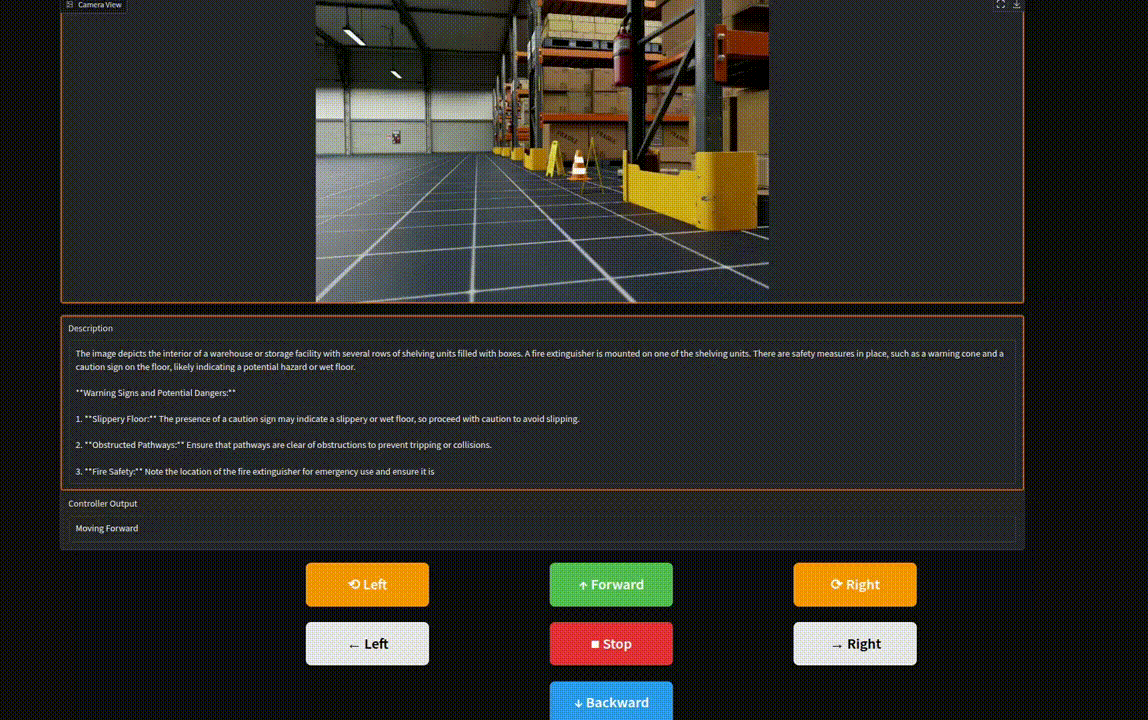 Camera View
Description
The image depicts the interior of a warehouse or storage facility with several rows of shelving units filled with boxes. A fire extinguisher is mounted on one of the shelving units. There are safety measures in place, such as a warning cone and a
caution sign on the floor, likely indicating a potential hazard or wet floor.
**Warning Signs and Potential Dangers:**
1. **Slippery Floor:** The presence of a caution sign may indicate a slippery or wet floor, so proceed with caution to avoid slipping.
2. **Obstructed Pathways:** Ensure that pathways are clear of obstructions to prevent tripping or collisions.
3. **Fire Safety:** Note the location of the fire extinguisher for emergency use and ensure it is
Controller Output
Moving Forward
⟲ Left
↑ Forward
⟳ Right
← Left
■ Stop
→ Right
↓ Backward